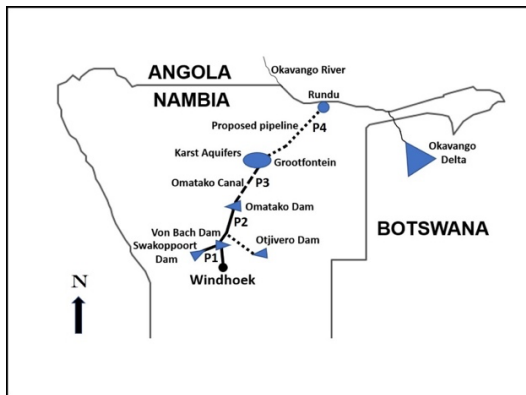 Okavango River
ANGOLA
NAMBIA
Rundu
Proposed pipeline
P4
Karst Aquifers
Grootfontein
Okavango
Delta
Omatako Canal
P3
Omatako Dam
P2
BOTSWANA
Von Bach Dam
Swakoppoort
Dam
P1
Otjivero Dam
Windhoek
N